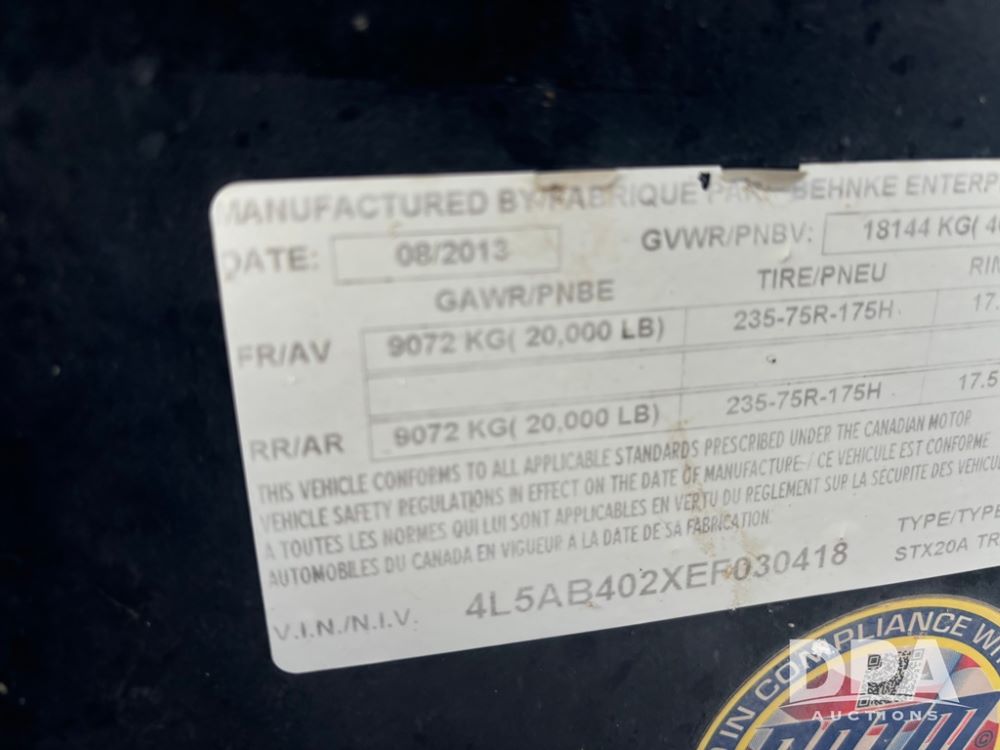 MANUFACTURED BY/FABRIQUE PAR: BEHNKE ENTERP
DATE: 08/2013 GVWR/PNBV: 18144 KG( 4
GAWR/PNBE TIRE/PNEU RIN
FR/AV 9072 KG( 20,000 LB) 235-75R-175H 17.
RR/AR 9072 KG( 20,000 LB) 235-75R-175H 17.5
THIS VEHICLE CONFORMS TO ALL APPLICABLE STANDARDS PRESCRIBED UNDER THE CANADIAN MOTOR
VEHICLE SAFETY REGULATIONS IN EFFECT ON THE DATE OF MANUFACTURE / CE VEHICULE EST CONFORME
A TOUTES LES NORMES QUI LUI SONT APPLICABLES EN VERTU DU REGLEMENT SUR LA SECURITE DES VEHICU
AUTOMOBILES DU CANADA EN VIGUEUR A LA DATE DE SA FABRICATION.
TYPE/TYPE
V.I.N./N.I.V. 4L5AB402XEF030418 STX20A TR
IN COMPLIANCE WI
DPA
AUCTIONS
©